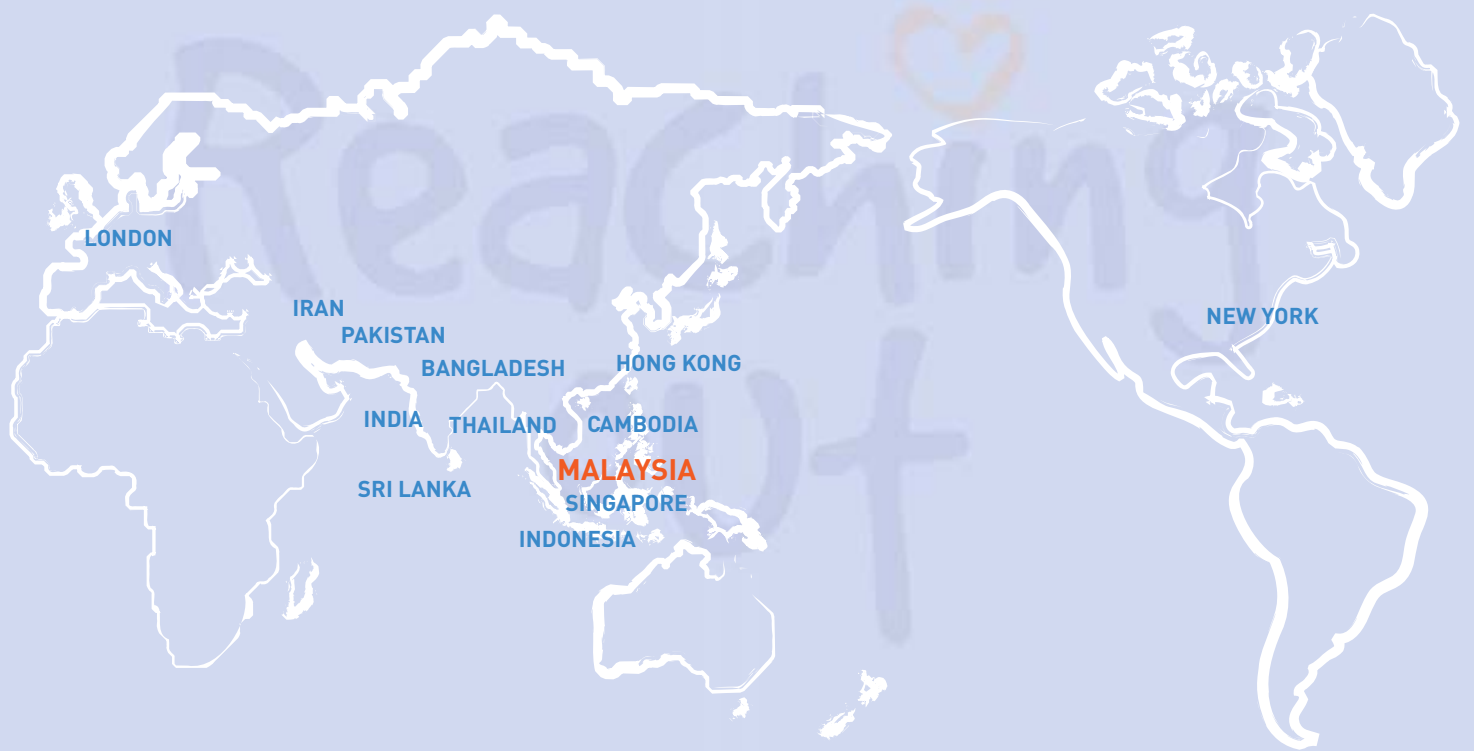 Reaching
out
LONDON
IRAN
PAKISTAN
BANGLADESH
HONG KONG
NEW YORK
INDIA
THAILAND
CAMBODIA
MALAYSIA
SRI LANKA
SINGAPORE
INDONESIA